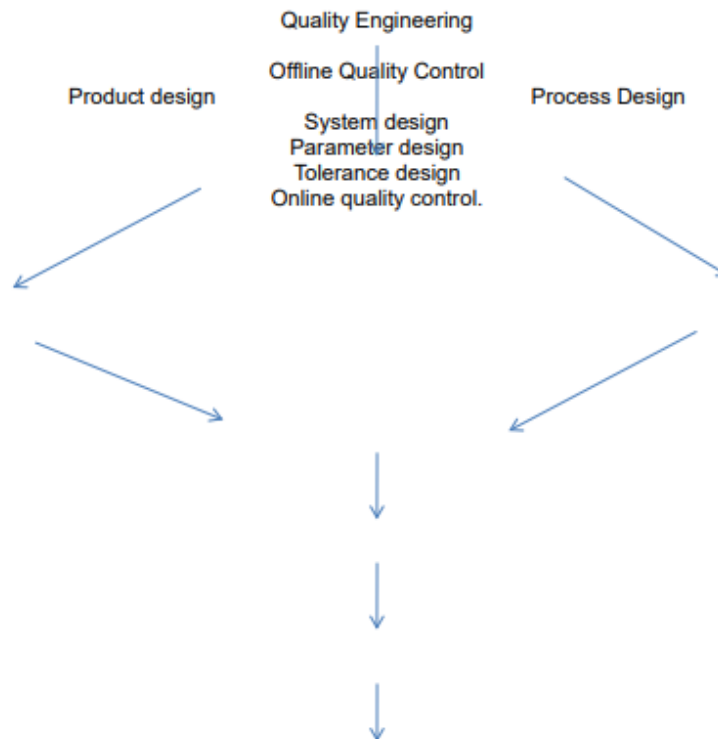 Quality Engineering
Offline Quality Control
Product design
Process Design
System design
Parameter design
Tolerance design
Online quality control.